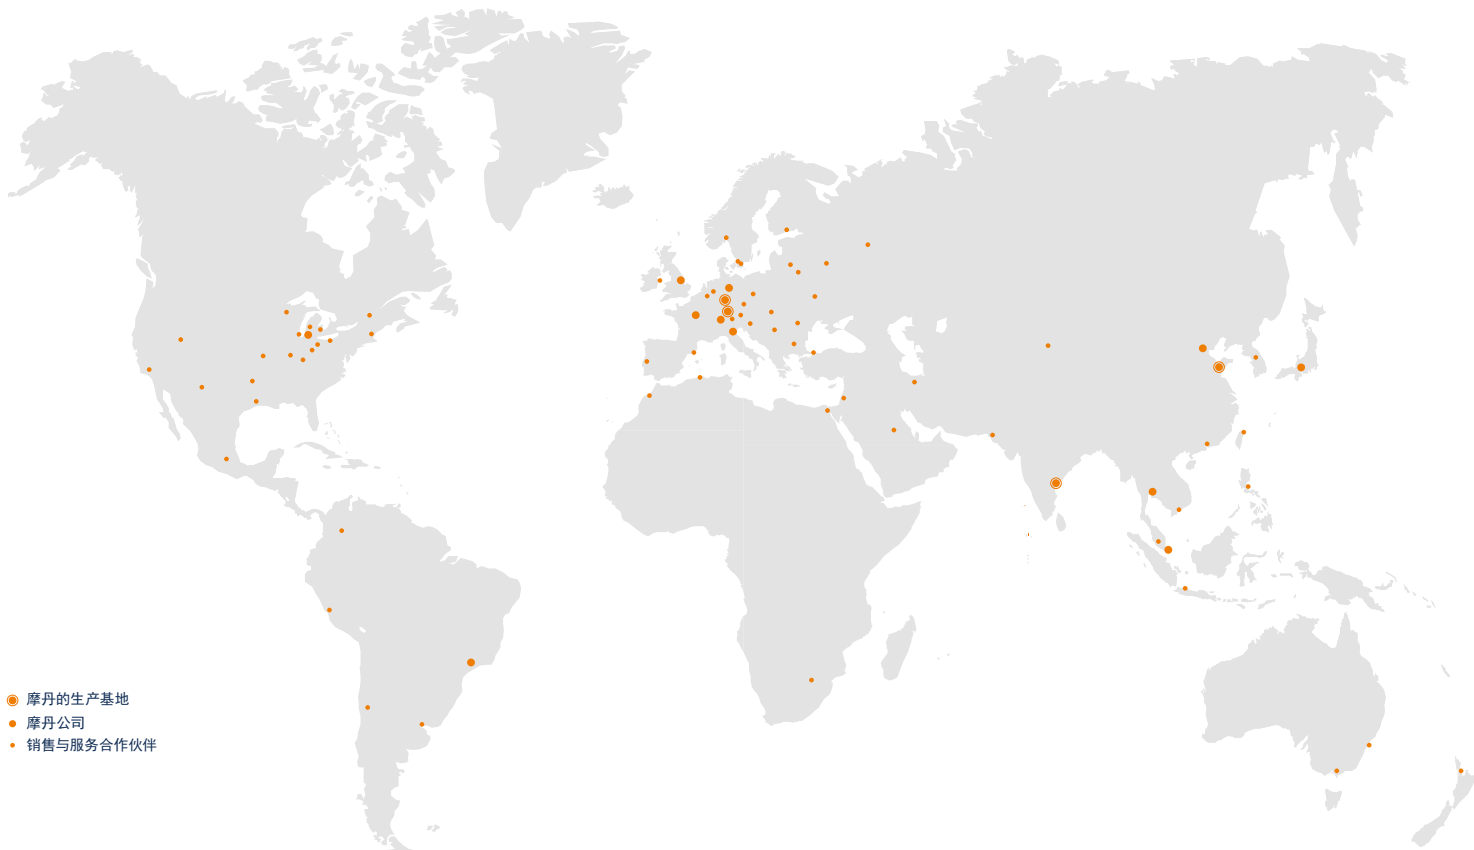 摩丹的生产基地
摩丹公司
销售与服务合作伙伴